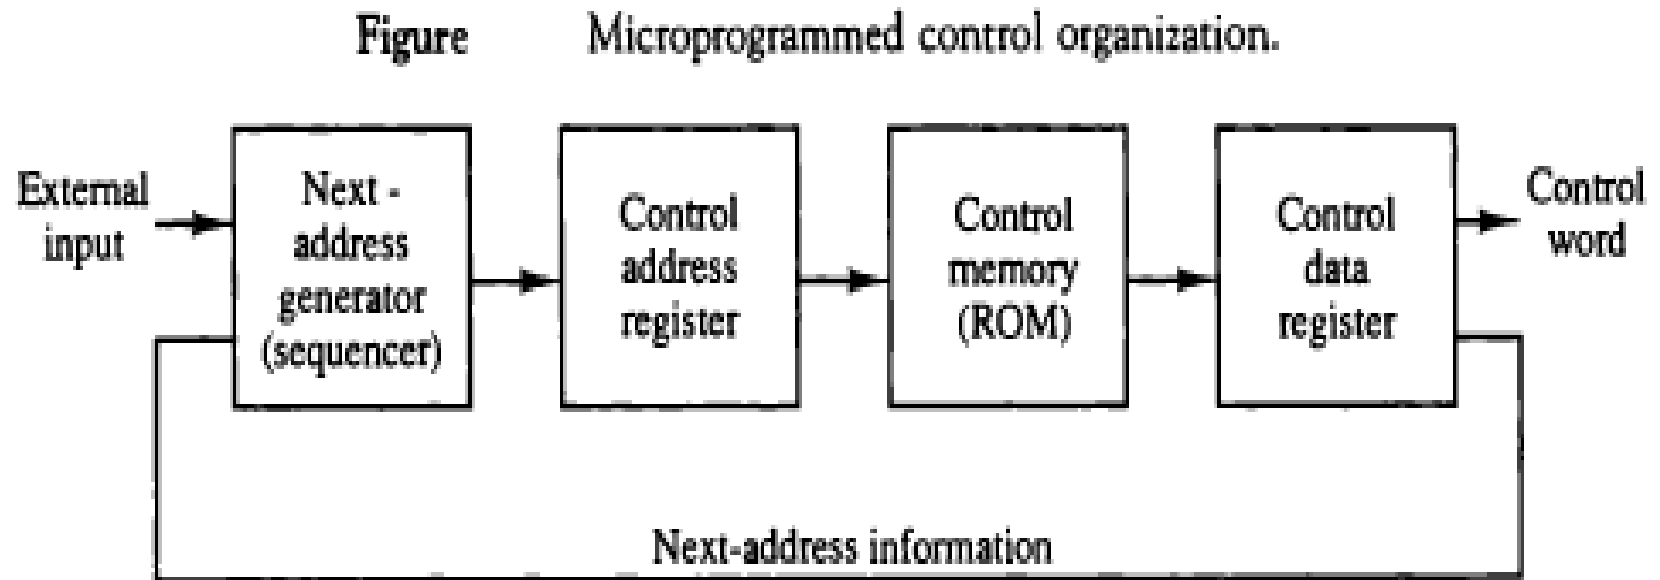 Figure Microprogrammed control organization.
External
input
Next -
address
generator
(sequencer)
Control
address
register
Control
memory
(ROM)
Control
data
register
Control
word
Next-address information